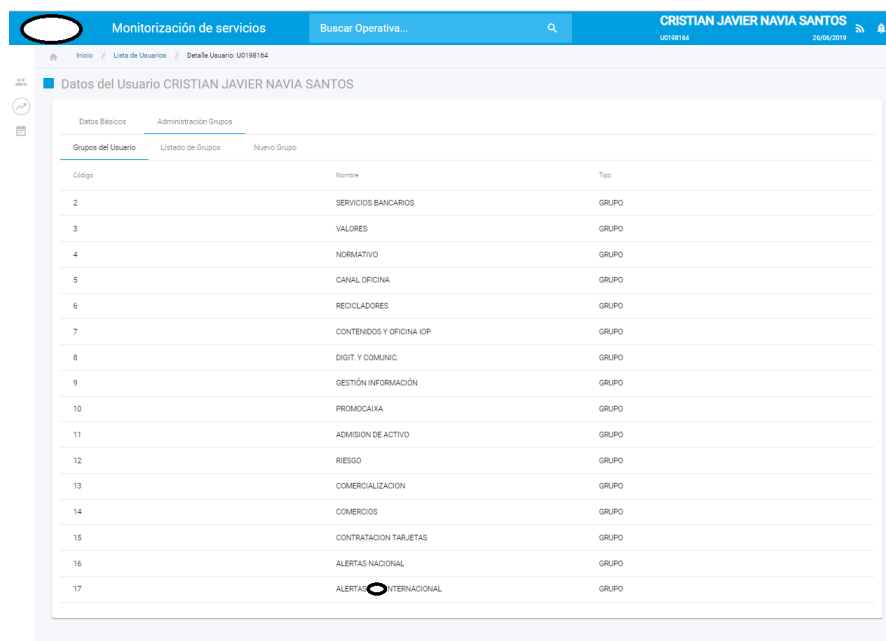 Monitorización de servicios Buscar Operativa... CRISTIAN JAVIER NAVIA SANTOS
U0198164 26/06/2019
Inicio / Lista de Usuarios / Detalle Usuario: U0198164
Datos del Usuario CRISTIAN JAVIER NAVIA SANTOS
Datos Básicos Administración Grupos
Grupos del Usuario Listado de Grupos Nuevo Grupo
Código Nombre Tipo
2 SERVICIOS BANCARIOS GRUPO
3 VALORES GRUPO
4 NORMATIVO GRUPO
5 CANAL OFICINA GRUPO
6 RECICLADORES GRUPO
7 CONTENIDOS Y OFICINA IOP GRUPO
8 DIGIT. Y COMUNIC. GRUPO
9 GESTIÓN INFORMACIÓN GRUPO
10 PROMOCAIXA GRUPO
11 ADMISION DE ACTIVO GRUPO
12 RIESGO GRUPO
13 COMERCIALIZACION GRUPO
14 COMERCIOS GRUPO
15 CONTRATACION TARJETAS GRUPO
16 ALERTAS NACIONAL GRUPO
17 ALERTAS NTERNACIONAL GRUPO